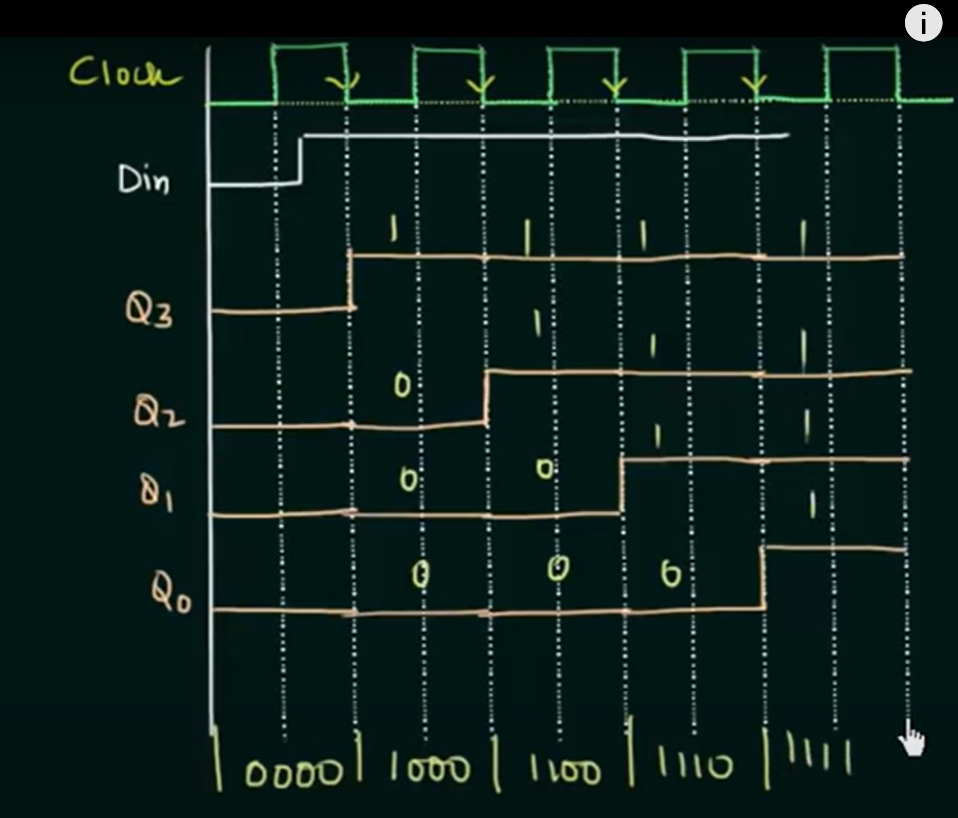 i
Clock
Din
1 1 1 1
Q3
1 1 1
0
Q2
1 1
0 0
Q1
1
0 0 0
Q0
| 0000 | 1000 | 1100 | 1110 | 1111